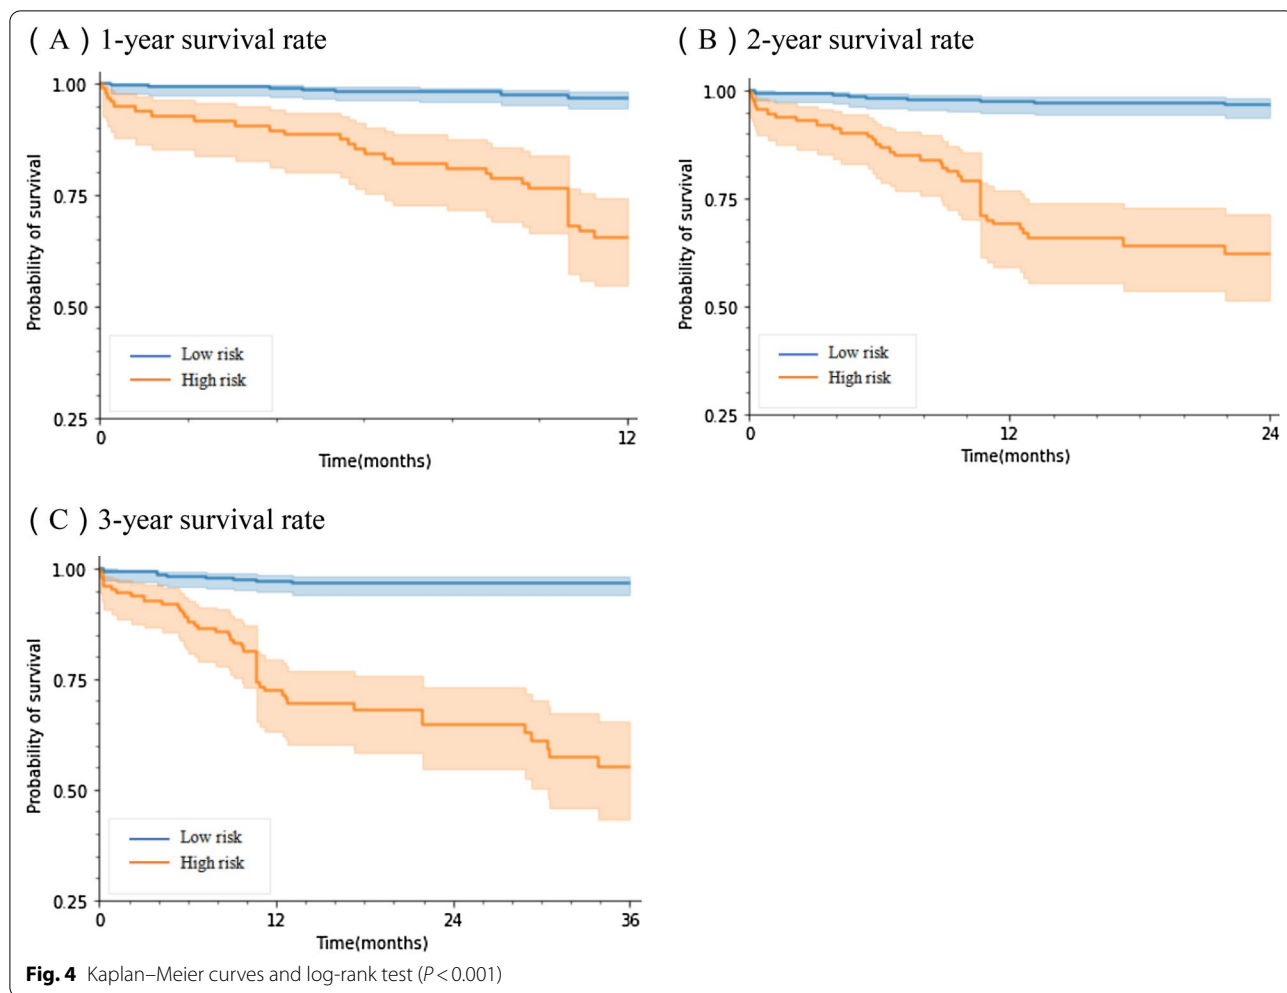 ( A ) 1-year survival rate
1.00
0.75
0.50
0.25
Probability of survival
Low risk
High risk
0
12
Time(months)
( B ) 2-year survival rate
1.00
0.75
0.50
0.25
Probability of survival
Low risk
High risk
0
12
24
Time(months)
( C ) 3-year survival rate
1.00
0.75
0.50
0.25
Probability of survival
Low risk
High risk
0
12
24
36
Time(months)
Fig. 4 Kaplan–Meier curves and log-rank test (P < 0.001)